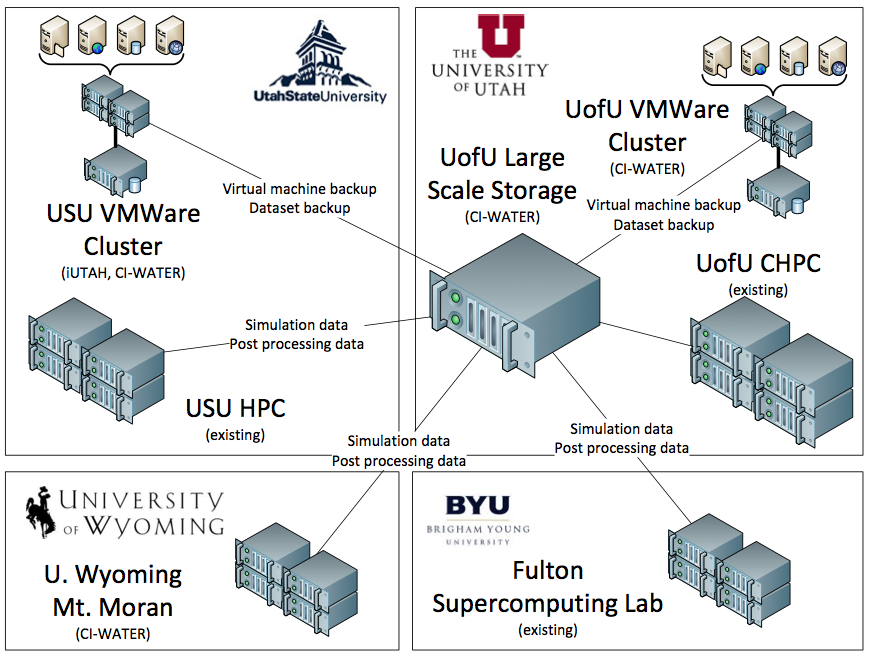 UtahStateUniversity
USU VMWare
Cluster
(iUTAH, CI-WATER)
Virtual machine backup
Dataset backup
Simulation data
Post processing data
USU HPC
(existing)
THE
UNIVERSITY
OF UTAH
UofU VMWare
Cluster
(CI-WATER)
UofU Large
Scale Storage
(CI-WATER)
Virtual machine backup
Dataset backup
UofU CHPC
(existing)
Simulation data
Post processing data
Simulation data
Post processing data
UNIVERSITY
OF WYOMING
U. Wyoming
Mt. Moran
(CI-WATER)
BYU
BRIGHAM YOUNG
UNIVERSITY
Fulton
Supercomputing Lab
(existing)